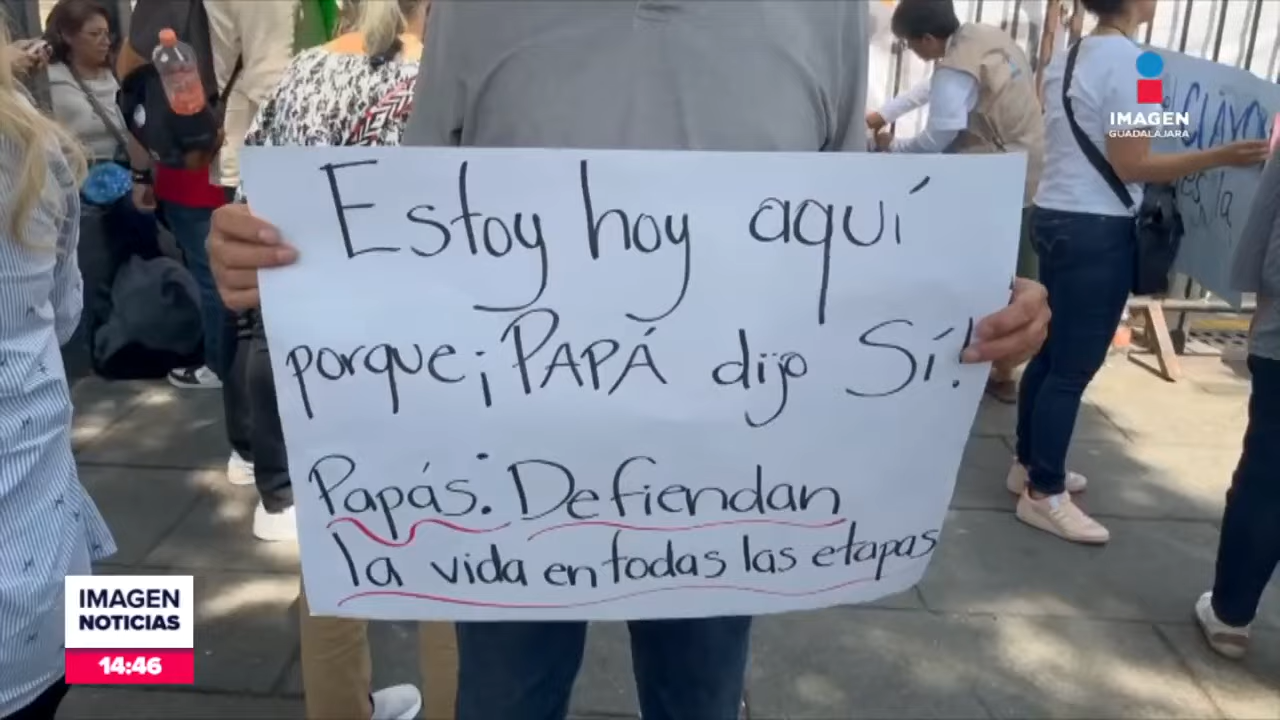 IMAGEN
GUADALAJARA
Estoy hoy aquí
porque ¡PAPÁ dijo Sí!
Papás: Defiendan
la vida en todas las etapas
IMAGEN
NOTICIAS
14:46